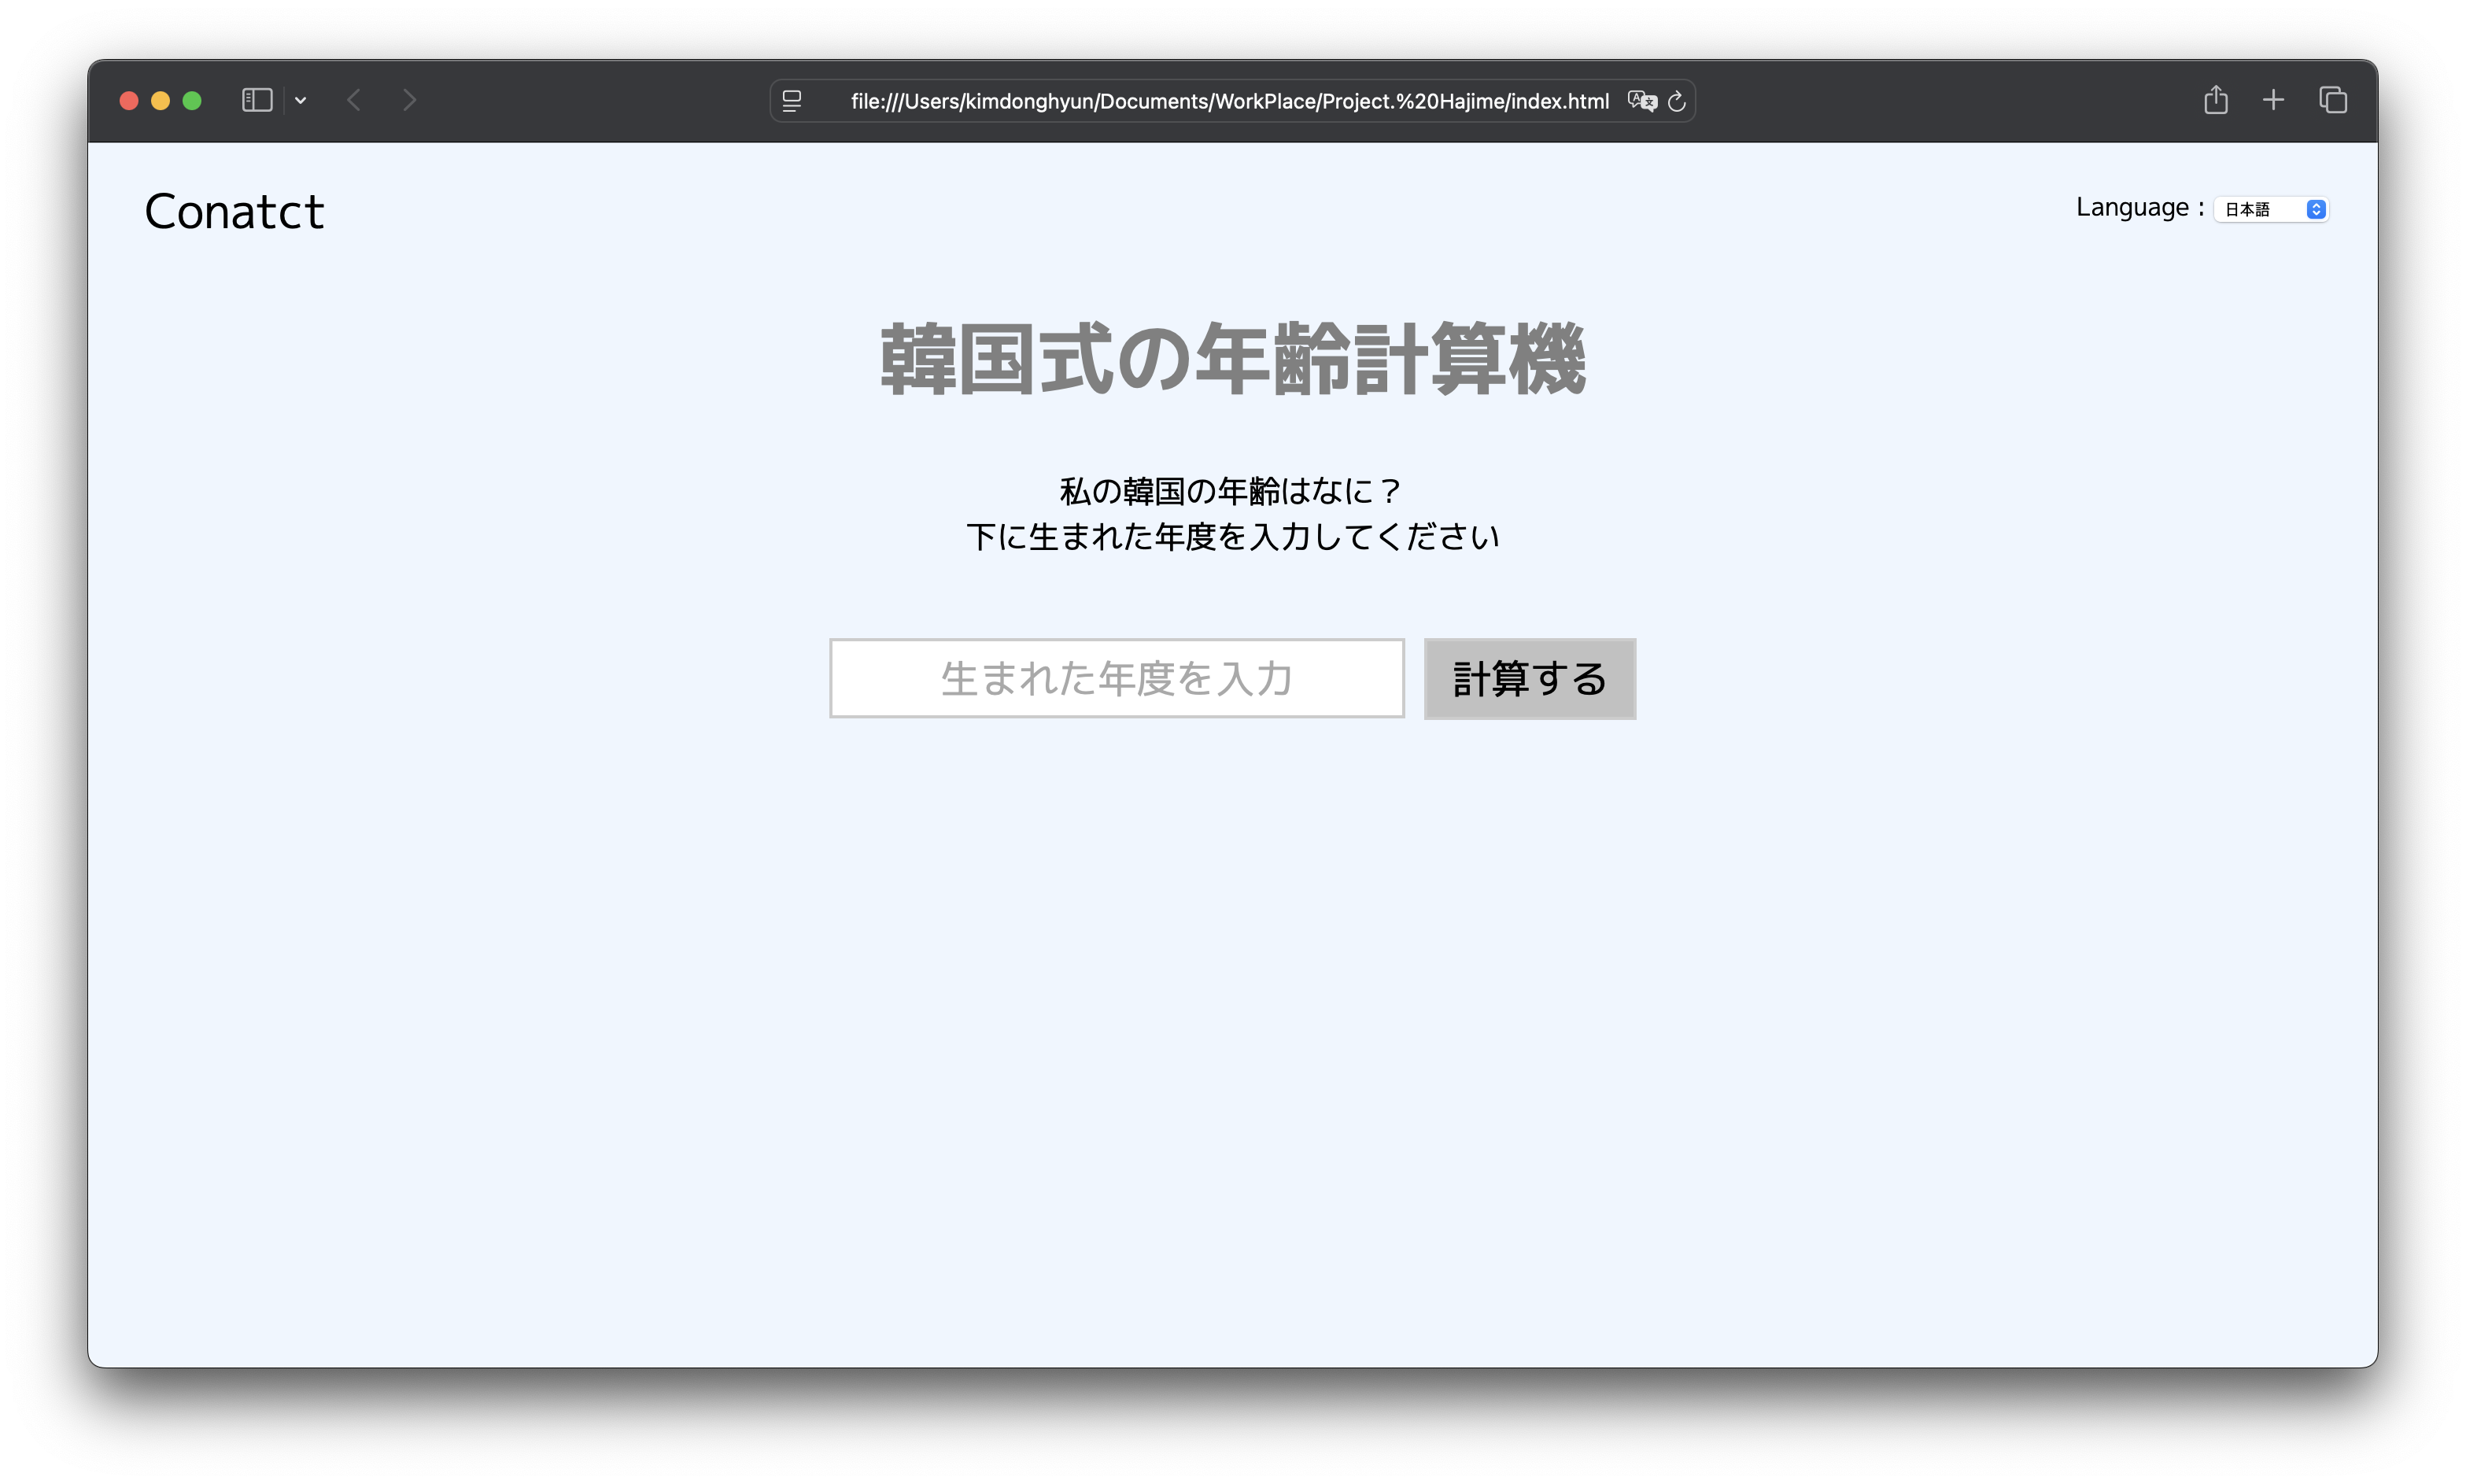 file:///Users/kimdonghyun/Documents/WorkPlace/Project.%20Hajime/index.html
Conatct
Language : 日本語
韓国式の年齢計算機
私の韓国の年齢はなに？
下に生まれた年度を入力してください
生まれた年度を入力 計算する